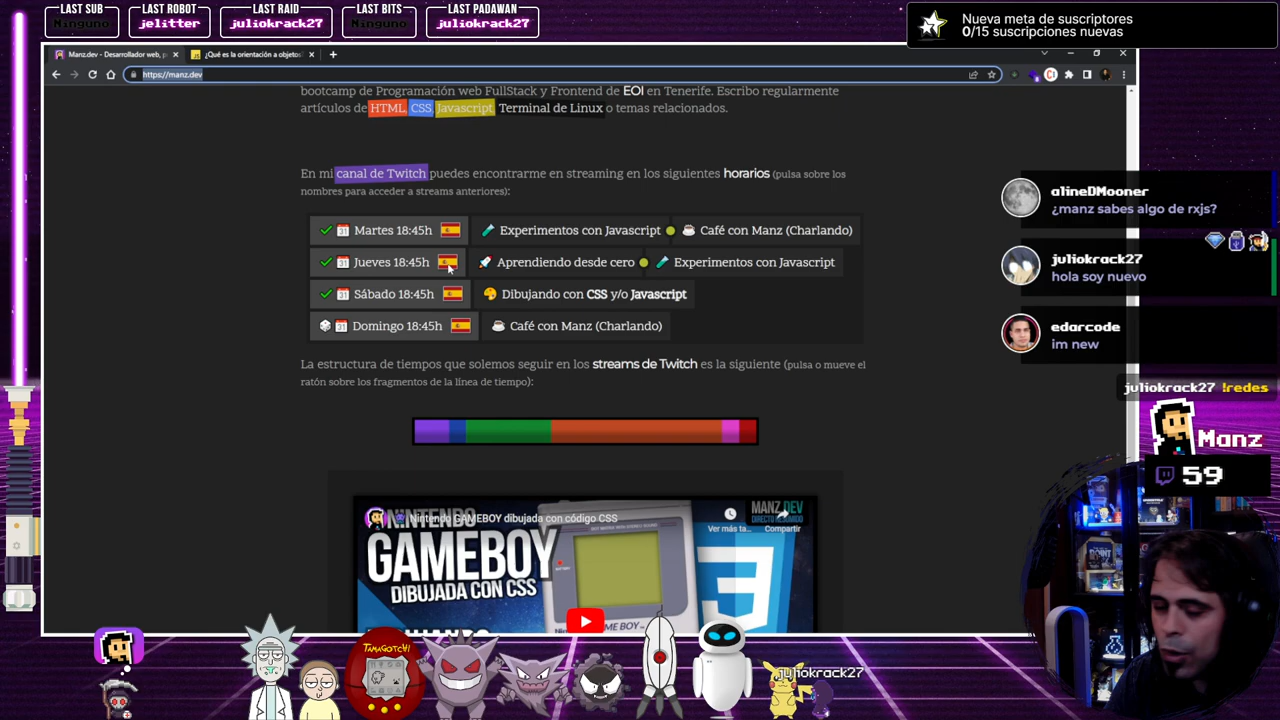 LAST SUB
Ninguno
LAST ROBOT
jelitter
LAST RAID
juliokrack27
LAST BITS
Ninguno
LAST PADAWAN
juliokrack27
Nueva meta de suscriptores
0/15 suscripciones nuevas
Manz.dev - Desarrollador web, p
¿Qué es la orientación a objetos
https://manz.dev
bootcamp de Programación web FullStack y Frontend de EOI en Tenerife. Escribo regularmente
artículos de HTML, CSS, Javascript, Terminal de Linux o temas relacionados.
En mi canal de Twitch puedes encontrarme en streaming en los siguientes horarios (pulsa sobre los
nombres para acceder a streams anteriores):
Martes 18:45h Experimentos con Javascript Café con Manz (Charlando)
Jueves 18:45h Aprendiendo desde cero Experimentos con Javascript
Sábado 18:45h Dibujando con CSS y/o Javascript
Domingo 18:45h Café con Manz (Charlando)
La estructura de tiempos que solemos seguir en los streams de Twitch es la siguiente (pulsa o mueve el
ratón sobre los fragmentos de la línea de tiempo):
Nintendo GAMEBOY dibujada con código CSS
Ver más ta...
Compartir
MANZ.DEV
DIRECTO RESUMIDO
NINTENDO
GAMEBOY
DIBUJADA CON CSS
alineDMooner
¿manz sabes algo de rxjs?
juliokrack27
hola soy nuevo
edarcode
im new
juliokrack27 !redes
Manz
59
TAMAGOTCHI
juliokrack27